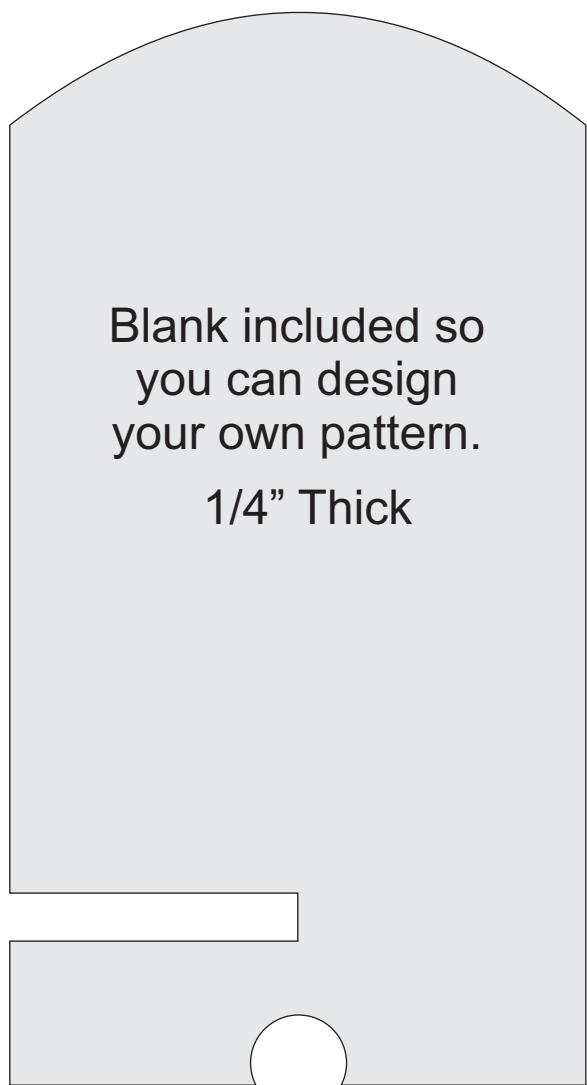 Blank included so
you can design
your own pattern.
1/4” Thick